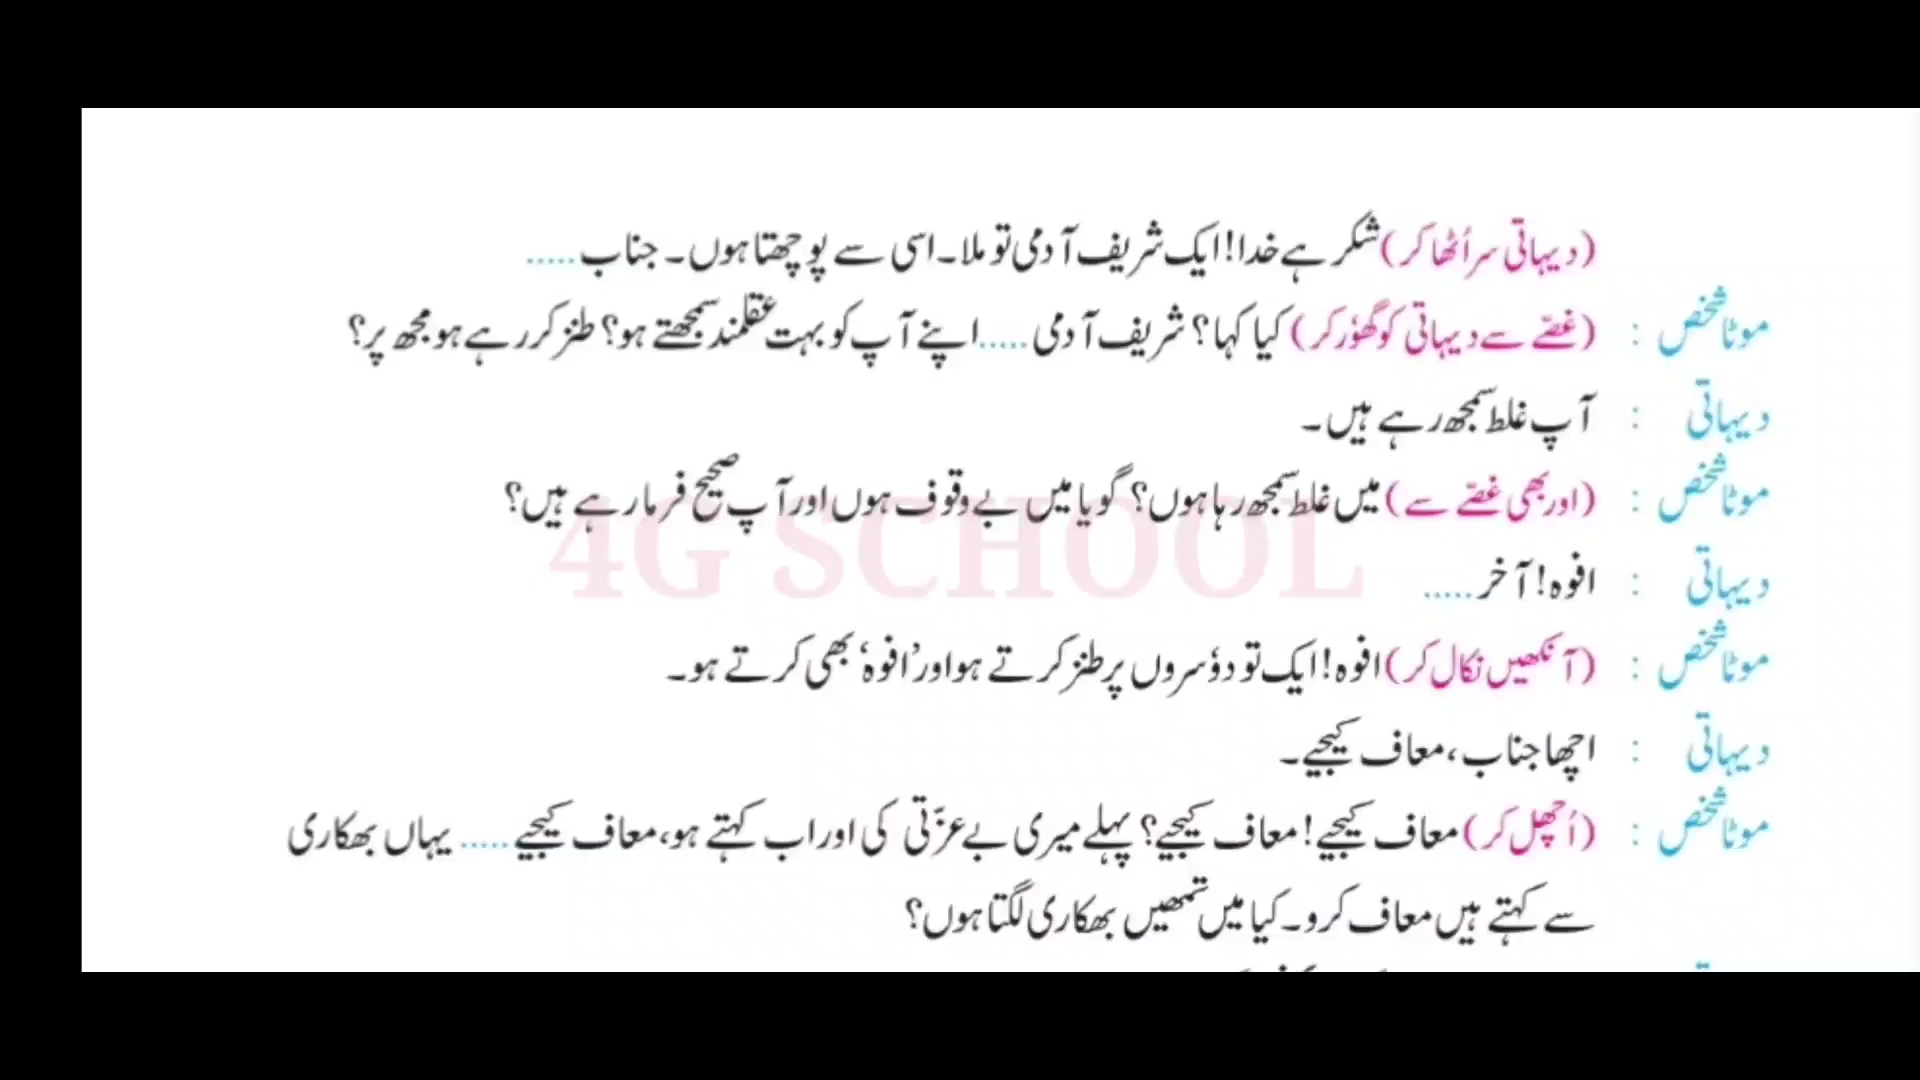 (دیہاتی سر اُٹھا کر) شکر ہے خدا! ایک شریف آدمی تو ملا۔ اسی سے پوچھتا ہوں۔ جناب.....
موٹا شخص : (غصّے سے دیہاتی کو گھوٗر کر) کیا کہا؟ شریف آدمی ..... اپنے آپ کو بہت عقلمند سمجھتے ہو؟ طنز کر رہے ہو مجھ پر؟
دیہاتی : آپ غلط سمجھ رہے ہیں۔
موٹا شخص : (اور بھی غصّے سے) میں غلط سمجھ رہا ہوں؟ گویا میں بے وقوف ہوں اور آپ صحیح فرما رہے ہیں؟
4G SCHOOL
دیہاتی : افوہ! آخر .....
موٹا شخص : (آنکھیں نکال کر) افوہ! ایک تو دوٗسروں پر طنز کرتے ہو اور ’افوہ‘ بھی کرتے ہو۔
دیہاتی : اچھا جناب، معاف کیجیے۔
موٹا شخص : (اُچھل کر) معاف کیجیے! معاف کیجیے؟ پہلے میری بے عزّتی کی اور اب کہتے ہو، معاف کیجیے ..... یہاں بھکاری
سے کہتے ہیں معاف کرو۔ کیا میں تمھیں بھکاری لگتا ہوں؟